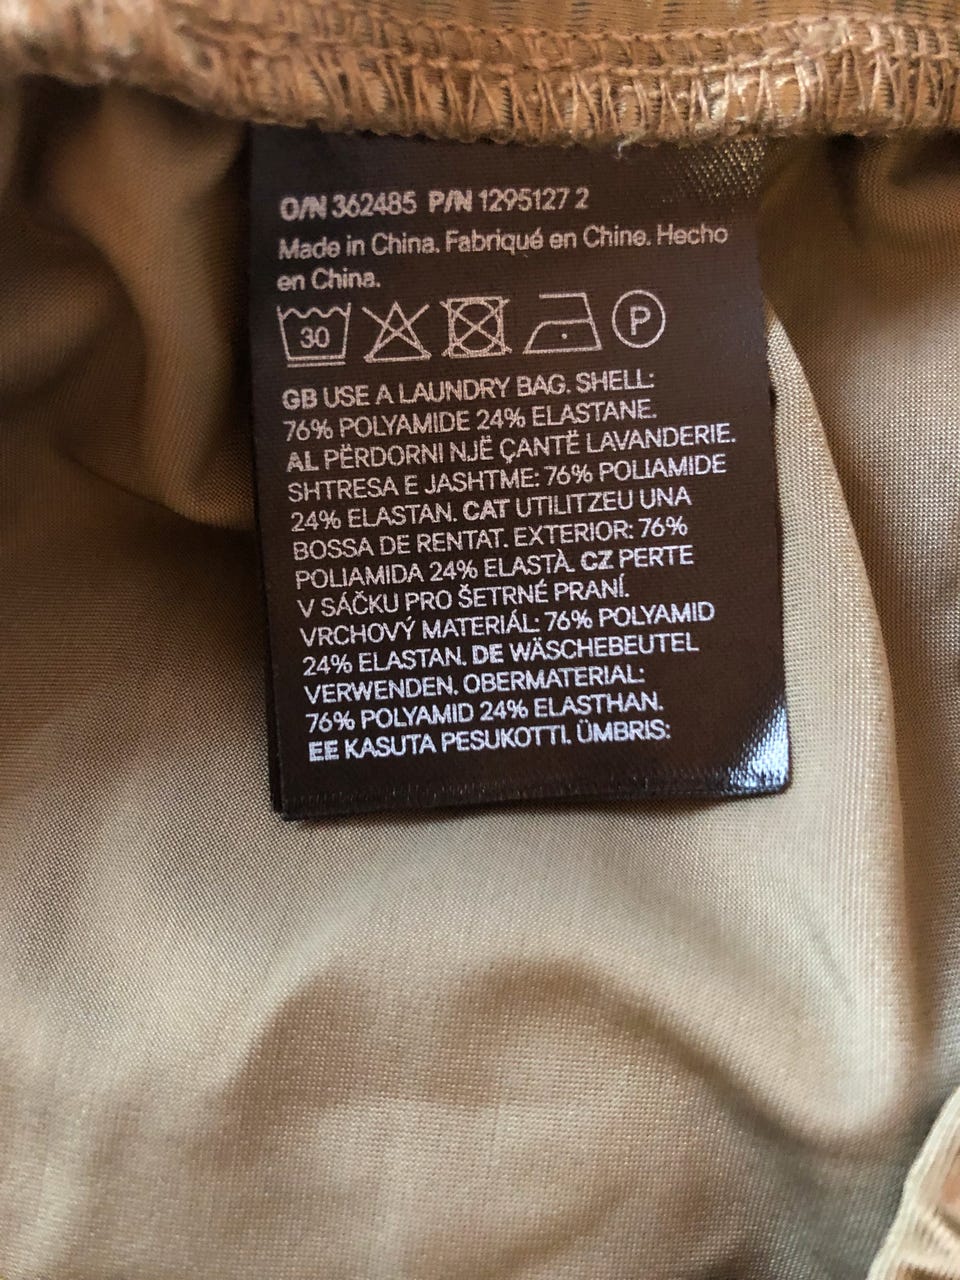 O/N 362485 P/N 1295127 2
Made in China. Fabriqué en Chine. Hecho
en China.
30 P
GB USE A LAUNDRY BAG. SHELL:
76% POLYAMIDE 24% ELASTANE.
AL PËRDORNI NJË ÇANTË LAVANDERIE.
SHTRESA E JASHTME: 76% POLIAMIDE
24% ELASTAN. CAT UTILITZEU UNA
BOSSA DE RENTAT. EXTERIOR: 76%
POLIAMIDA 24% ELASTÀ. CZ PERTE
V SÁČKU PRO ŠETRNÉ PRANÍ.
VRCHOVÝ MATERIÁL: 76% POLYAMID
24% ELASTAN. DE WÄSCHEBEUTEL
VERWENDEN. OBERMATERIAL:
76% POLYAMID 24% ELASTHAN.
EE KASUTA PESUKOTTI. ÜMBRIS: